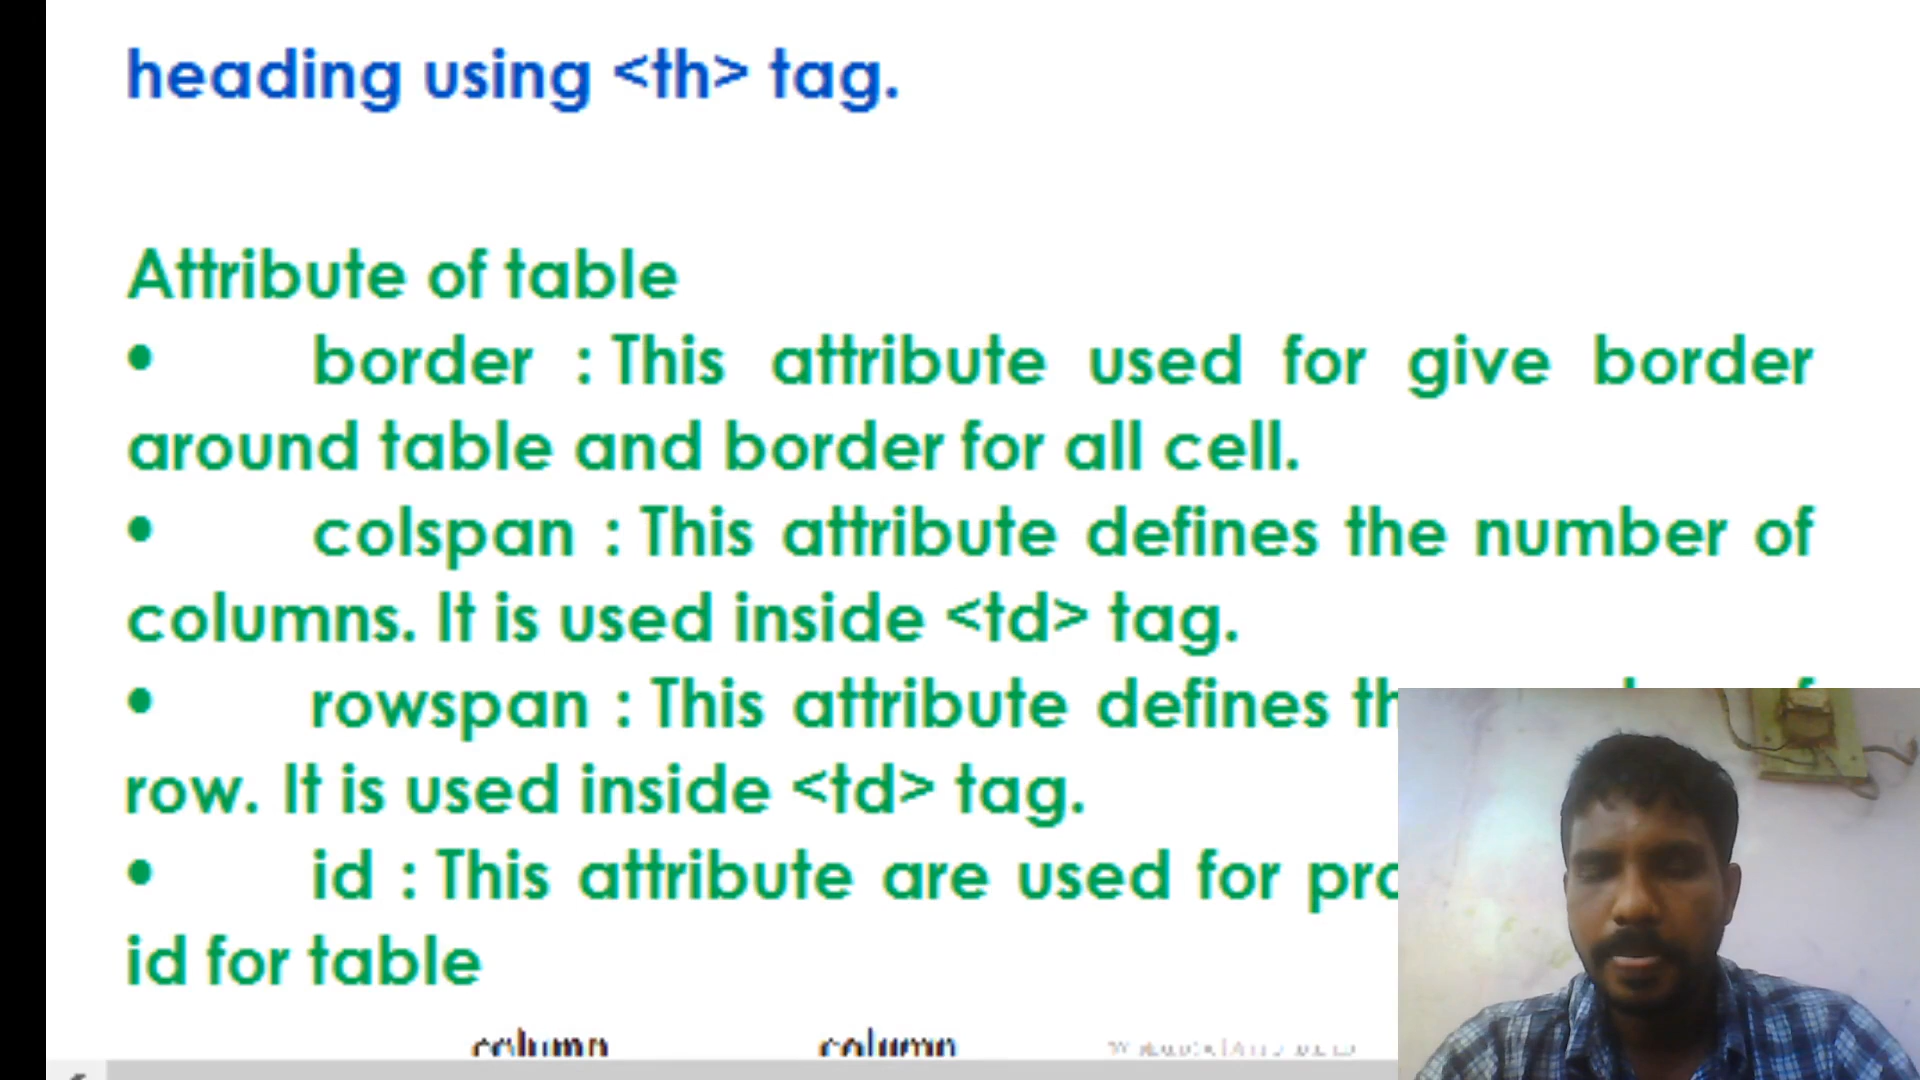 heading using <th> tag.
Attribute of table
• border : This attribute used for give border
around table and border for all cell.
• colspan : This attribute defines the number of
columns. It is used inside <td> tag.
• rowspan : This attribute defines
row. It is used inside <td> tag.
• id : This attribute are used for
id for table
column column